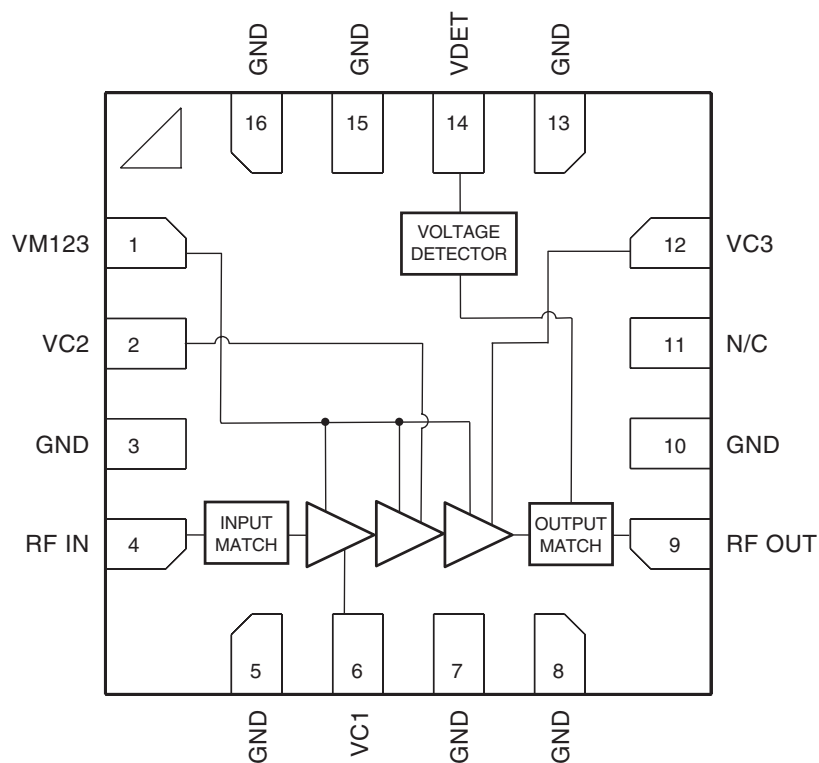 GND
GND
VDET
GND
16
15
14
13
VM123
1
VOLTAGE
DETECTOR
12
VC3
VC2
2
11
N/C
GND
3
10
GND
RF IN
4
INPUT
MATCH
OUTPUT
MATCH
9
RF OUT
5
6
7
8
GND
VC1
GND
GND